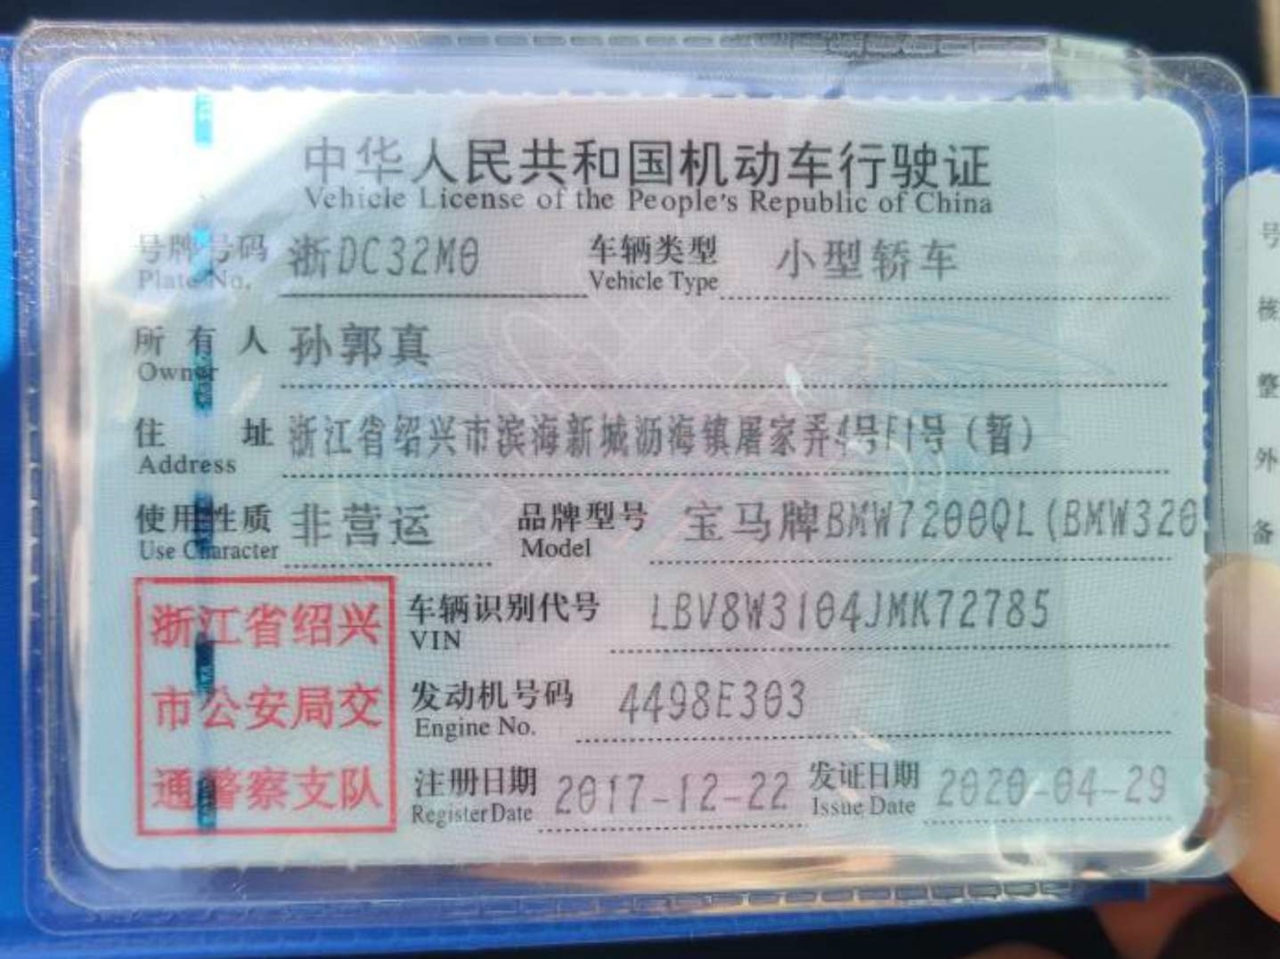 中华人民共和国机动车行驶证
Vehicle License of the People's Republic of China
号牌号码 浙DC32M0 车辆类型 小型轿车
Plate No. Vehicle Type
所有人 孙郭真
Owner
住址 浙江省绍兴市滨海新城沥海镇屠家弄4号F1号（暂）
Address
使用性质 非营运 品牌型号 宝马牌BMW7200QL(BMW320
Use Character Model
浙江省绍兴
市公安局交
通警察支队
车辆识别代号 LBV8W3104JMK72785
VIN
发动机号码 4498E303
Engine No.
注册日期 2017-12-22 发证日期 2020-04-29
Register Date Issue Date
号
核
整
外
备